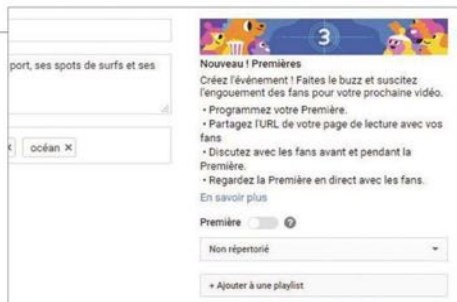 3
port, ses spots de surfs et ses
océan ×
Nouveau ! Premières
Créez l'événement ! Faites le buzz et suscitez
l'engouement des fans pour votre prochaine vidéo.
• Programmez votre Première.
• Partagez l'URL de votre page de lecture avec vos
fans
• Discutez avec les fans avant et pendant la
Première.
• Regardez la Première en direct avec les fans.
En savoir plus
Première ?
Non répertorié
+ Ajouter à une playlist